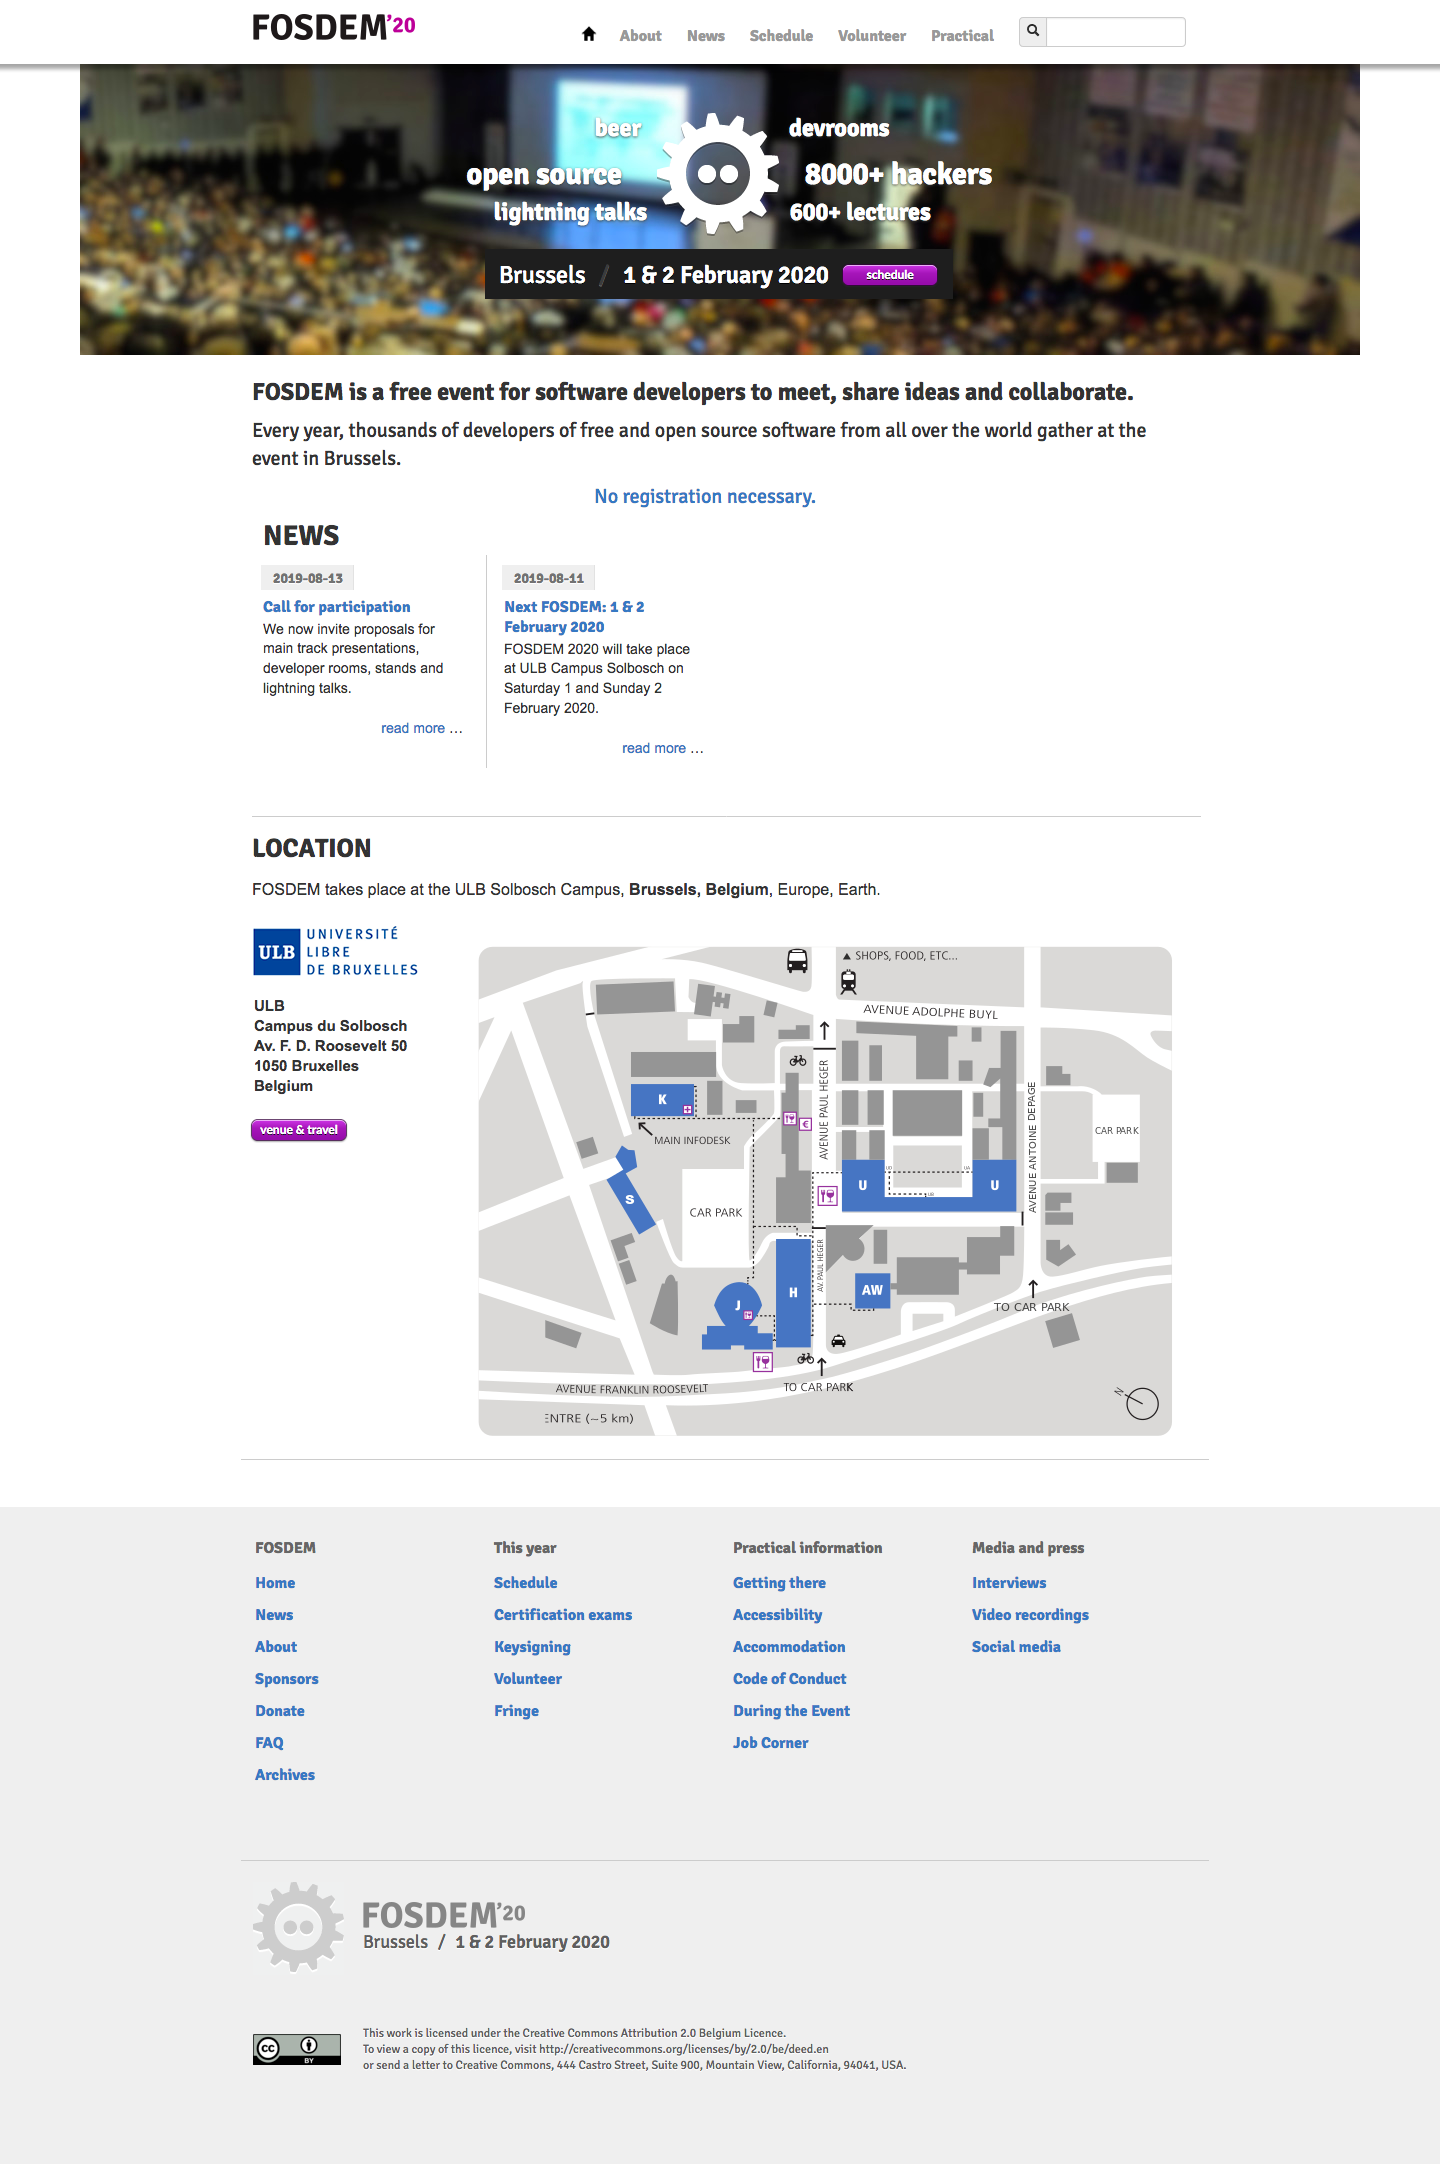 FOSDEM'20
About News Schedule Volunteer Practical
beer
devrooms
open source
8000+ hackers
lightning talks
600+ lectures
Brussels / 1 & 2 February 2020 schedule
FOSDEM is a free event for software developers to meet, share ideas and collaborate.
Every year, thousands of developers of free and open source software from all over the world gather at the
event in Brussels.
No registration necessary.
NEWS
2019-08-13
Call for participation
We now invite proposals for
main track presentations,
developer rooms, stands and
lightning talks.
read more …
2019-08-11
Next FOSDEM: 1 & 2
February 2020
FOSDEM 2020 will take place
at ULB Campus Solbosch on
Saturday 1 and Sunday 2
February 2020.
read more …
LOCATION
FOSDEM takes place at the ULB Solbosch Campus, Brussels, Belgium, Europe, Earth.
ULB
UNIVERSITÉ
LIBRE
DE BRUXELLES
ULB
Campus du Solbosch
Av. F. D. Roosevelt 50
1050 Bruxelles
Belgium
venue & travel
▲ SHOPS, FOOD, ETC...
AVENUE ADOLPHE BUYL
AVENUE PAUL HEGER
AVENUE ANTOINE DEPAGE
K
MAIN INFODESK
€
CAR PARK
S
U
U
CAR PARK
AV. PAUL HEGER
J
H
AW
TO CAR PARK
AVENUE FRANKLIN ROOSEVELT
TO CAR PARK
ENTRE (~5 km)
N
FOSDEM
Home
News
About
Sponsors
Donate
FAQ
Archives
This year
Schedule
Certification exams
Keysigning
Volunteer
Fringe
Practical information
Getting there
Accessibility
Accommodation
Code of Conduct
During the Event
Job Corner
Media and press
Interviews
Video recordings
Social media
FOSDEM'20
Brussels / 1 & 2 February 2020
cc
BY
This work is licensed under the Creative Commons Attribution 2.0 Belgium Licence.
To view a copy of this licence, visit http://creativecommons.org/licenses/by/2.0/be/deed.en
or send a letter to Creative Commons, 444 Castro Street, Suite 900, Mountain View, California, 94041, USA.